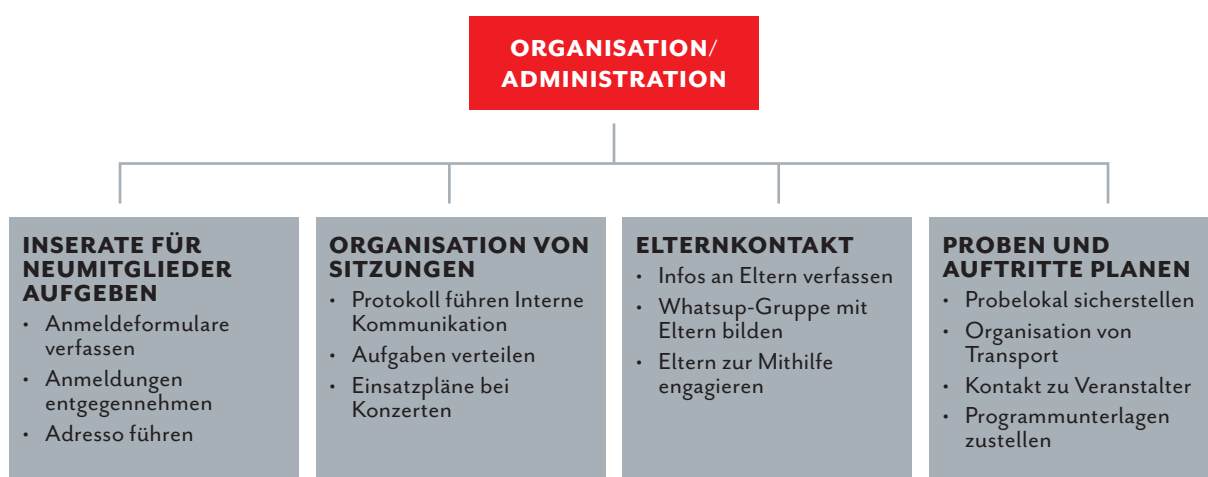 ORGANISATION/
ADMINISTRATION
INSERATE FÜR
NEUMITGLIEDER
AUFGEBEN
• Anmeldeformulare
verfassen
• Anmeldungen
entgegennehmen
• Adresso führen
ORGANISATION VON
SITZUNGEN
• Protokoll führen Interne
Kommunikation
• Aufgaben verteilen
• Einsatzpläne bei
Konzerten
ELTERNKONTAKT
• Infos an Eltern verfassen
• Whatsup-Gruppe mit
Eltern bilden
• Eltern zur Mithilfe
engagieren
PROBEN UND
AUFTRITTE PLANEN
• Probelokal sicherstellen
• Organisation von
Transport
• Kontakt zu Veranstalter
• Programmunterlagen
zustellen